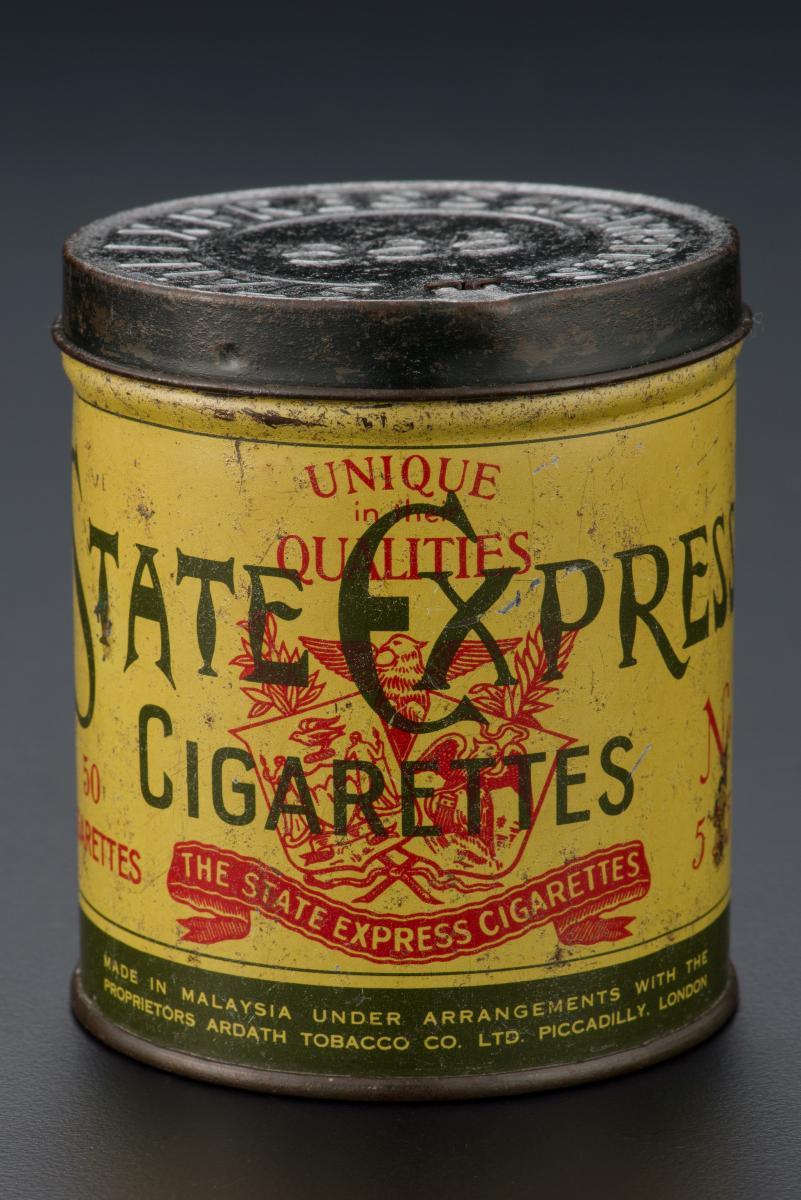 UNIQUE
in their
QUALITIES
STATE EXPRESS
CIGARETTES
50
THE STATE EXPRESS CIGARETTES
MADE IN MALAYSIA UNDER ARRANGEMENTS WITH THE
PROPRIETORS ARDATH TOBACCO CO. LTD. PICCADILLY, LONDON